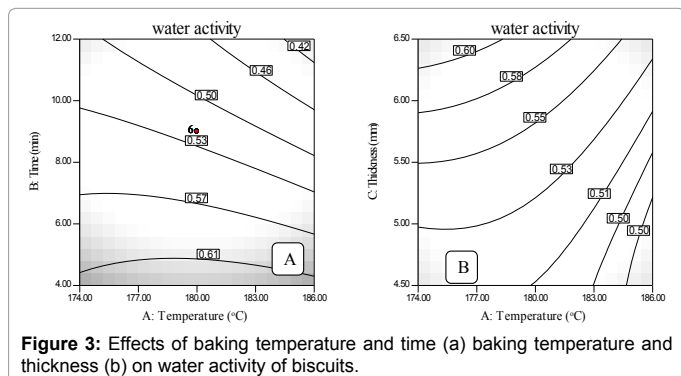 water activity
12.00
10.00
8.00
6.00
4.00
B: Time (min)
0.42
0.46
0.50
6
0.53
0.57
0.61
A
174.00 177.00 180.00 183.00 186.00
A: Temperature (°C)
water activity
6.50
6.00
5.50
5.00
4.50
C: Thickness (mm)
0.60
0.58
0.55
0.53
0.51
0.50
0.50
B
174.00 177.00 180.00 183.00 186.00
A: Temperature (°C)
Figure 3: Effects of baking temperature and time (a) baking temperature and
thickness (b) on water activity of biscuits.